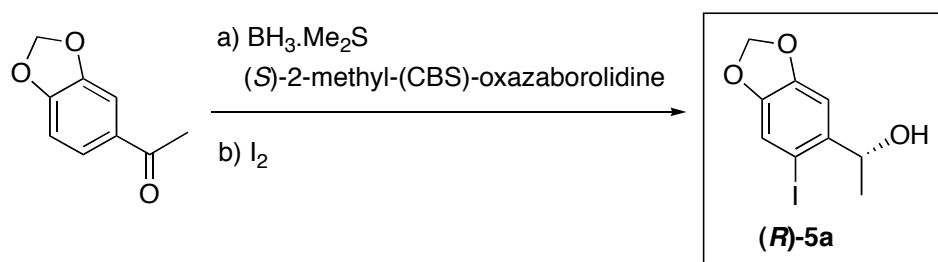 a) BH₃.Me₂S
(S)-2-methyl-(CBS)-oxazaborolidine
b) I₂
O
O
O
O
O
OH
I
(R)-5a